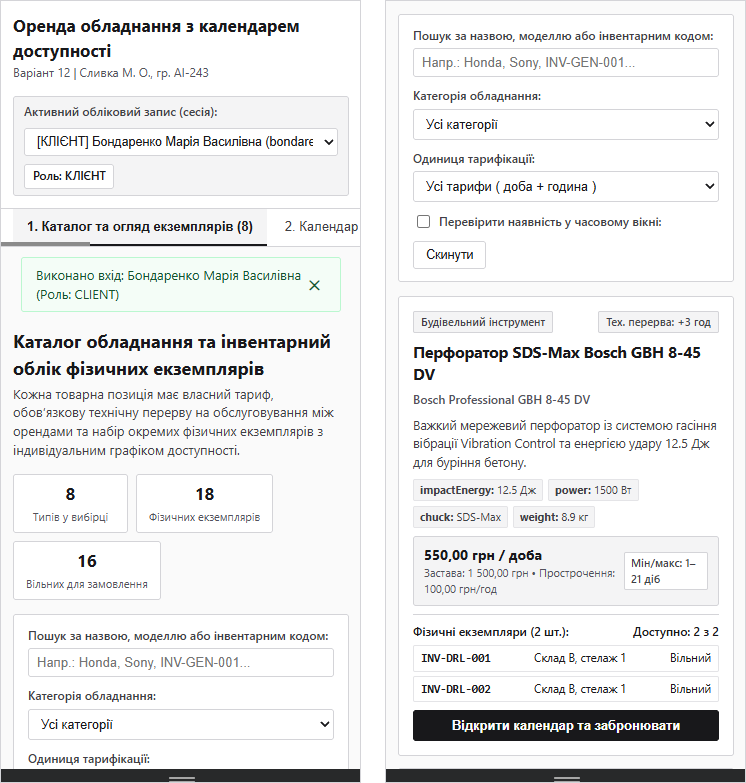 Оренда обладнання з календарем
доступності
Варіант 12 | Сливка М. О., гр. АІ-243
Активний обліковий запис (сесія):
[КЛІЄНТ] Бондаренко Марія Василівна (bondare
Роль: КЛІЄНТ
1. Каталог та огляд екземплярів (8)
2. Календар
Виконано вхід: Бондаренко Марія Василівна
(Роль: CLIENT)
Каталог обладнання та інвентарний
облік фізичних екземплярів
Кожна товарна позиція має власний тариф,
обов’язкову технічну перерву на обслуговування між
орендами та набір окремих фізичних екземплярів з
індивідуальним графіком доступності.
8
Типів у вибірці
18
Фізичних екземплярів
16
Вільних для замовлення
Пошук за назвою, моделлю або інвентарним кодом:
Напр.: Honda, Sony, INV-GEN-001...
Категорія обладнання:
Усі категорії
Одиниця тарифікації:
Пошук за назвою, моделлю або інвентарним кодом:
Напр.: Honda, Sony, INV-GEN-001...
Категорія обладнання:
Усі категорії
Одиниця тарифікації:
Усі тарифи ( доба + година )
Перевірити наявність у часовому вікні:
Скинути
Будівельний інструмент
Тех. перерва: +3 год
Перфоратор SDS-Max Bosch GBH 8-45
DV
Bosch Professional GBH 8-45 DV
Важкий мережевий перфоратор із системою гасіння
вібрації Vibration Control та енергією удару 12.5 Дж
для буріння бетону.
impactEnergy: 12.5 Дж
power: 1500 Вт
chuck: SDS-Max
weight: 8.9 кг
550,00 грн / доба
Застава: 1 500,00 грн • Прострочення:
100,00 грн/год
Мін/макс: 1–
21 діб
Фізичні екземпляри (2 шт.):
Доступно: 2 з 2
INV-DRL-001
Склад B, стелаж 1
Вільний
INV-DRL-002
Склад B, стелаж 1
Вільний
Відкрити календар та забронювати